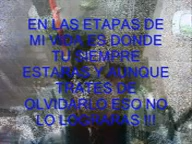 EN LAS ETAPAS DE
MI VIDA ES DONDE
TU SIEMPRE
ESTARAS Y AUNQUE
TRATES DE
OLVIDARLO ESO NO
LO LOGRARAS !!!